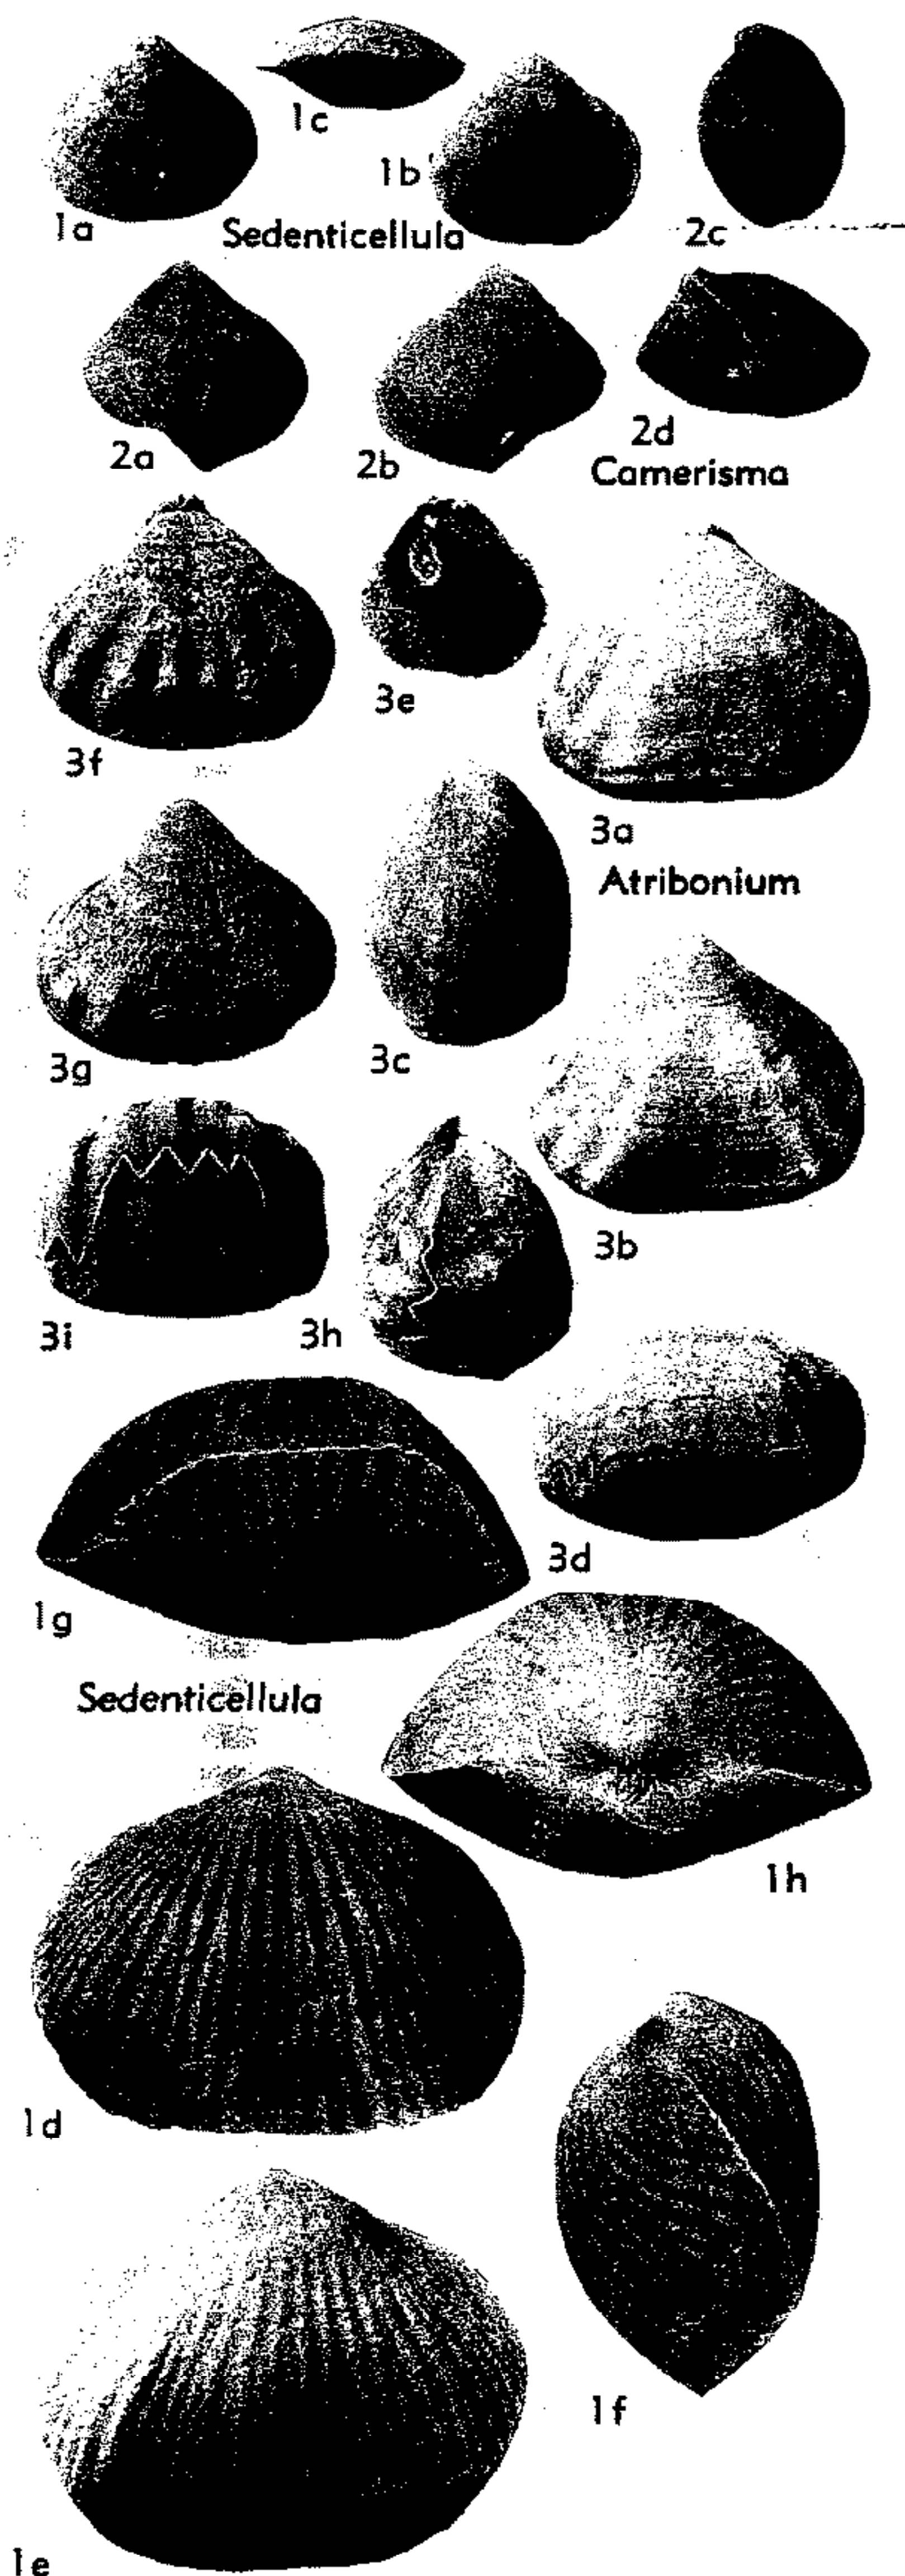 1a
1c
1b
2c
Sedenticellula
2a
2b
2d
Camerisma
3f
3e
3a
Atribonium
3g
3c
3b
3i
3h
3d
1g
Sedenticellula
1h
1d
1f
1e